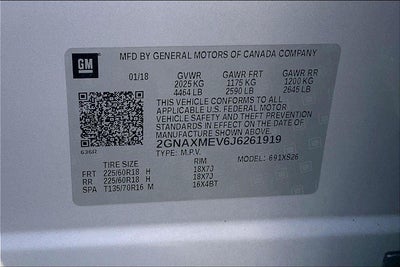 MFD BY GENERAL MOTORS OF CANADA COMPANY
GM
01/18 GVWR GAWR FRT GAWR RR
2025 KG 1175 KG 1200 KG
4464 LB 2590 LB 2645 LB
THIS VEHICLE CONFORMS TO ALL
APPLICABLE U.S. FEDERAL MOTOR
VEHICLE SAFETY AND THEFT PREVENTION
STANDARDS IN EFFECT ON THE DATE OF
MANUFACTURE SHOWN ABOVE.
2GNAXMEV6J6261919
636R TYPE: M.P.V. MODEL: 691XS26
TIRE SIZE RIM
FRT 225/60R18 H 18X7J
RR 225/60R18 H 18X7J
SPA T135/70R16 M 16X4BT